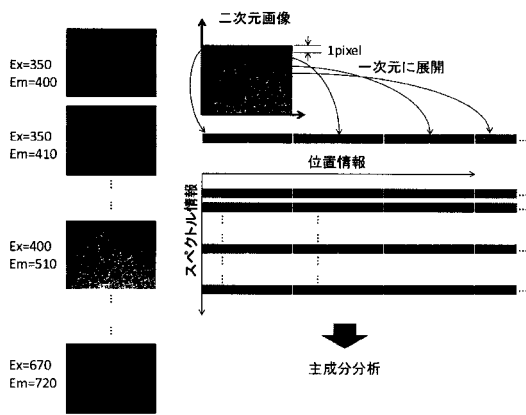 Ex=350
Em=400
Ex=350
Em=410
Ex=400
Em=510
Ex=670
Em=720
二次元画像
1pixel
一次元に展開
位置情報
スペクトル情報
主成分分析